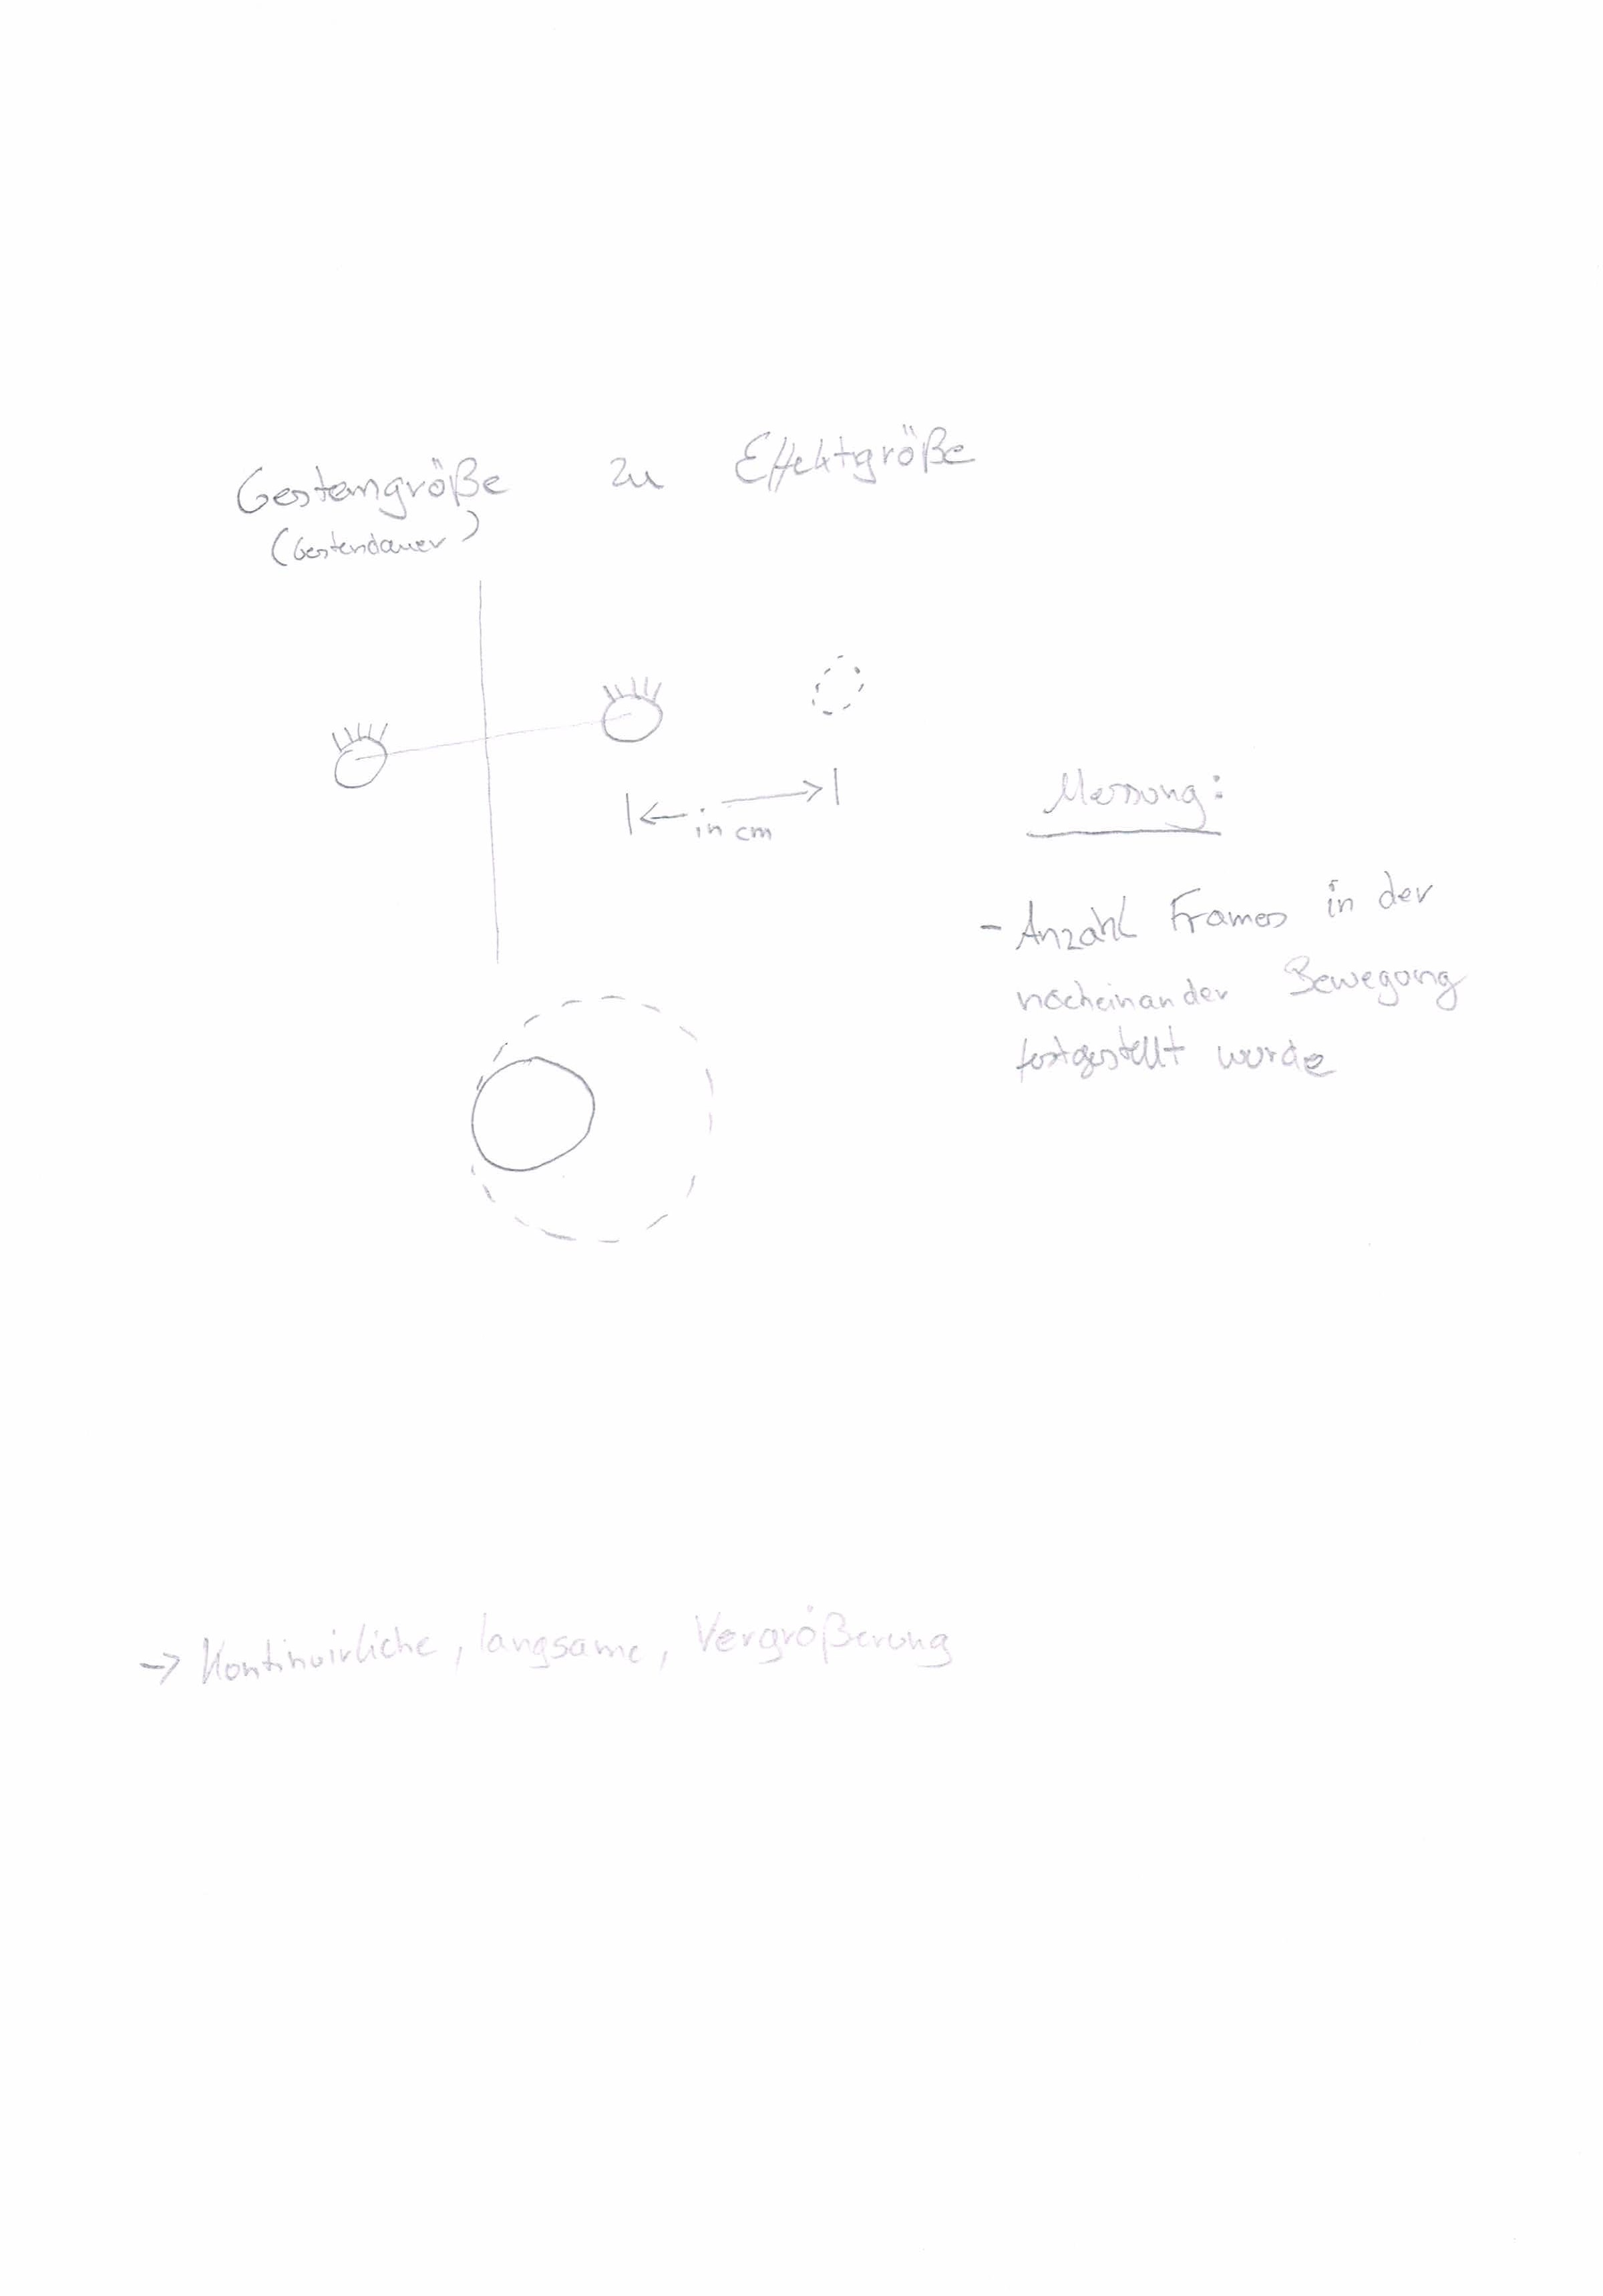 Gestengröße zu Effektgröße
(Gestendauer)
in cm
Messung:
- Anzahl Frames in der
nacheinander Bewegung
festgestellt wurde
-> Kontinuirliche, langsame, Vergrößerung